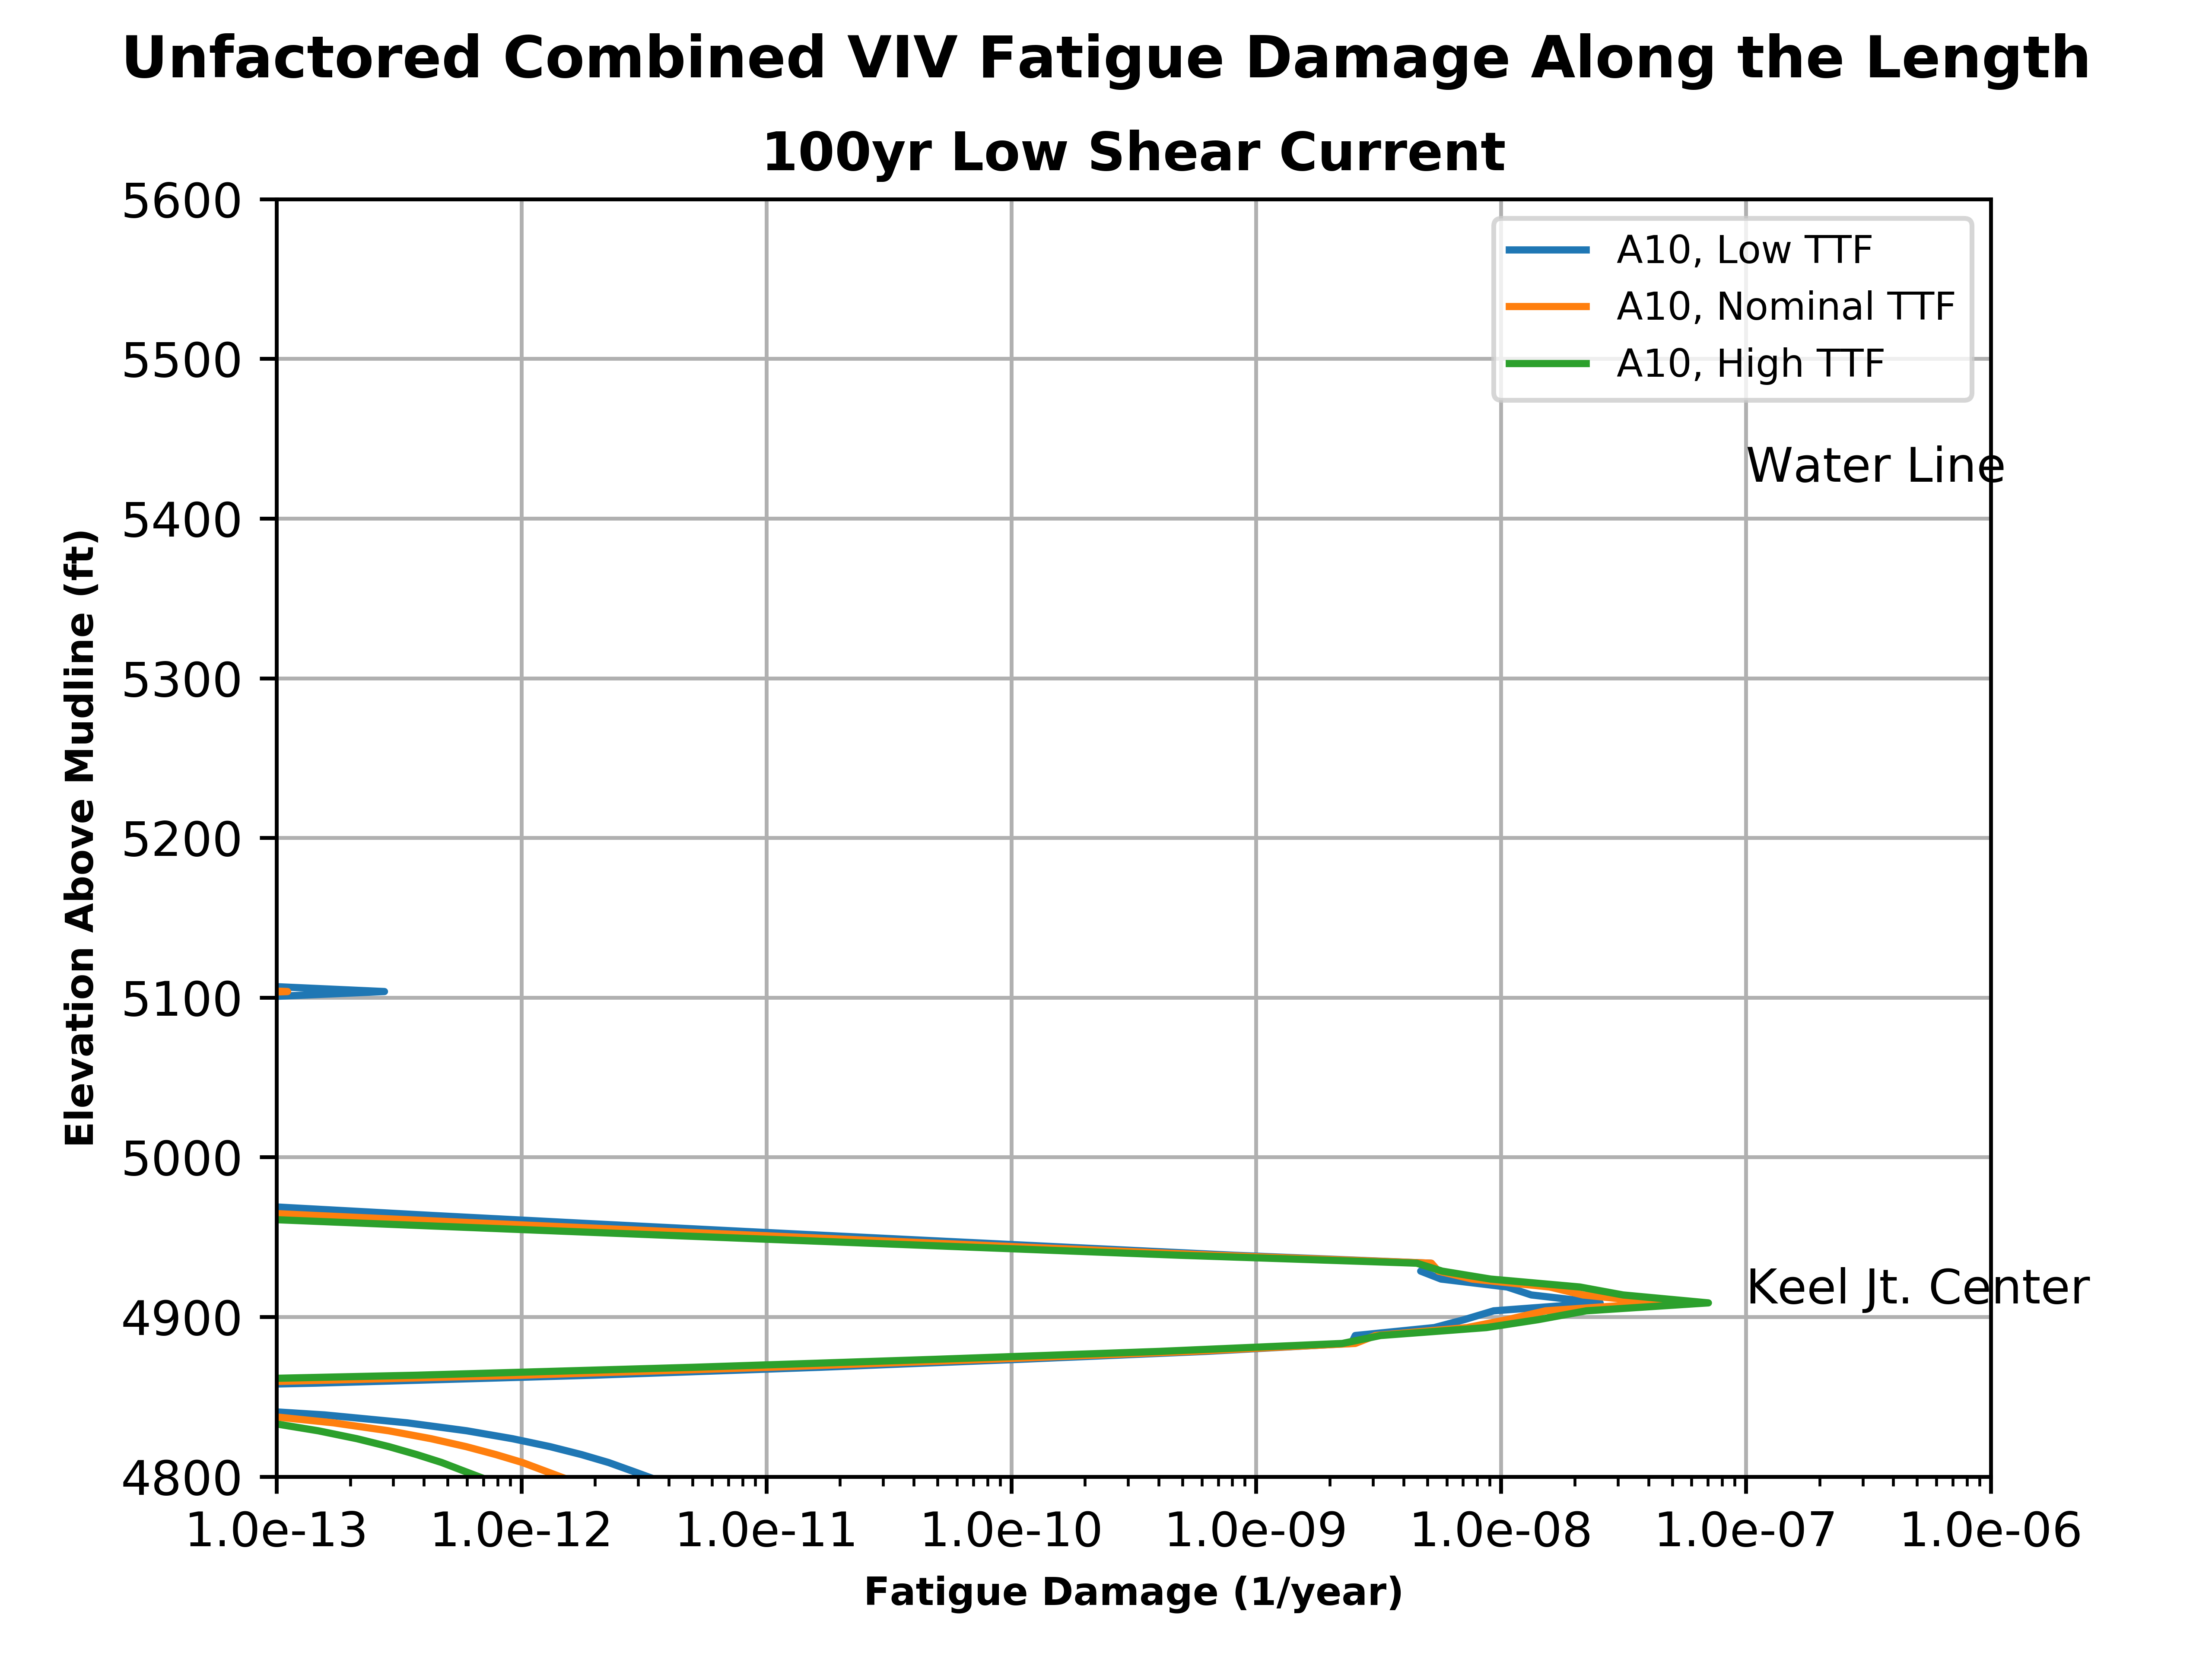 Unfactored Combined VIV Fatigue Damage Along the Length
100yr Low Shear Current
5600
5500
5400
5300
5200
5100
5000
4900
4800
Elevation Above Mudline (ft)
A10, Low TTF
A10, Nominal TTF
A10, High TTF
Water Line
Keel Jt. Center
1.0e-13 1.0e-12 1.0e-11 1.0e-10 1.0e-09 1.0e-08 1.0e-07 1.0e-06
Fatigue Damage (1/year)